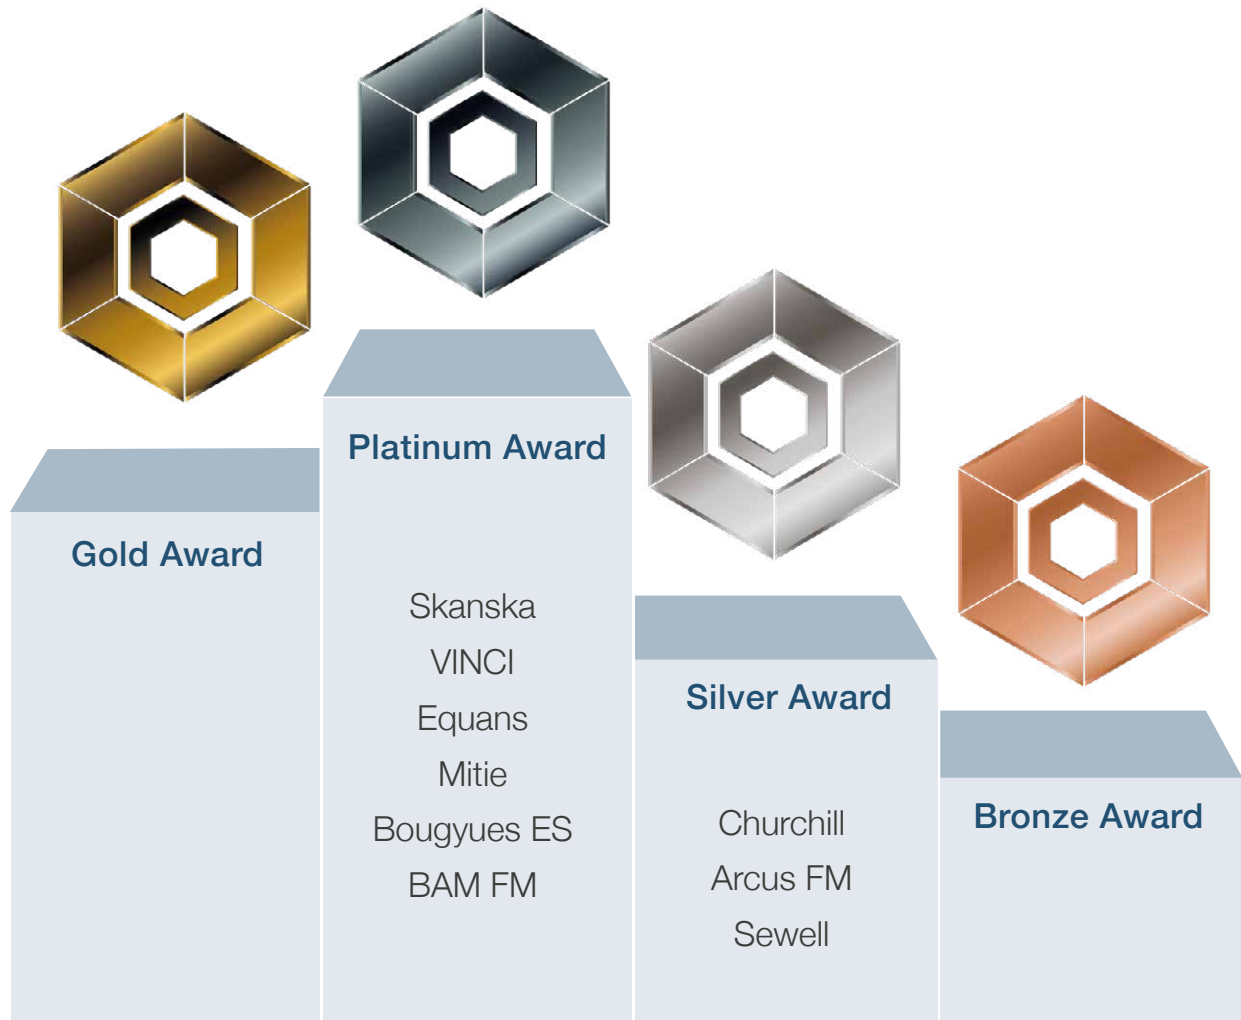 Gold Award
Platinum Award
Skanska
VINCI
Equans
Mitie
Bougyues ES
BAM FM
Silver Award
Churchill
Arcus FM
Sewell
Bronze Award